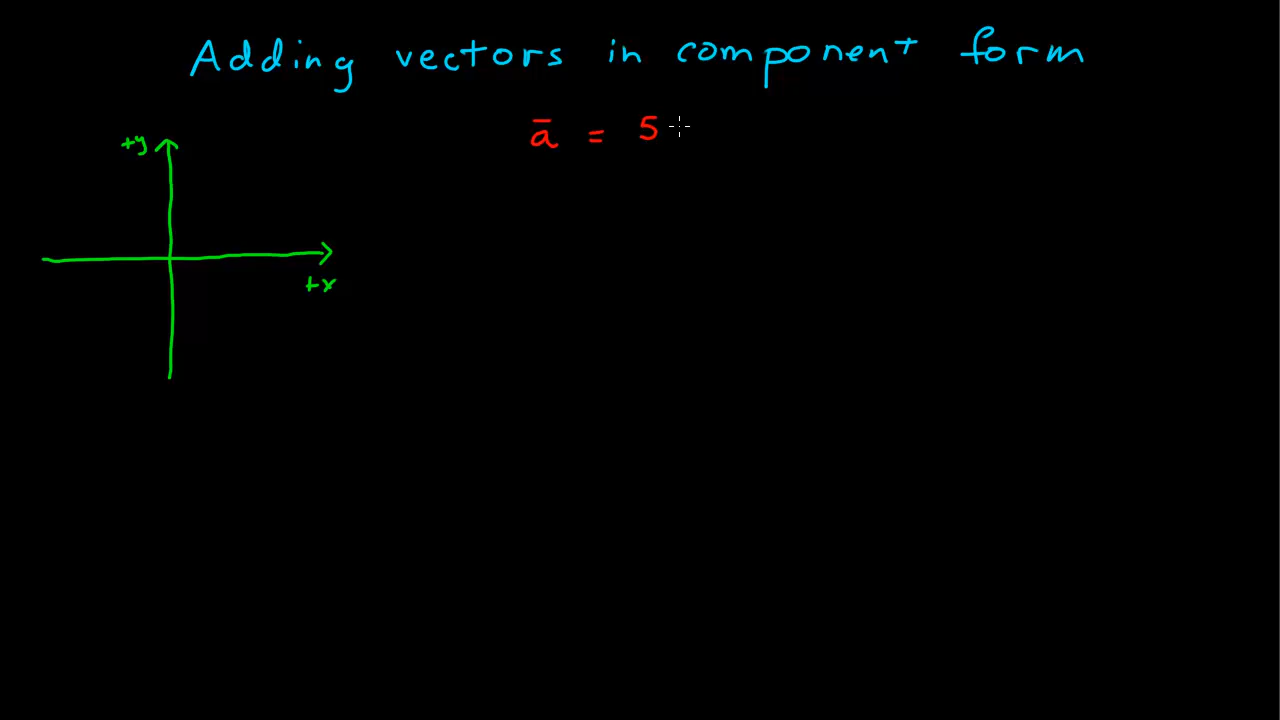 Adding vectors in component form
ā = 5
+y
+x